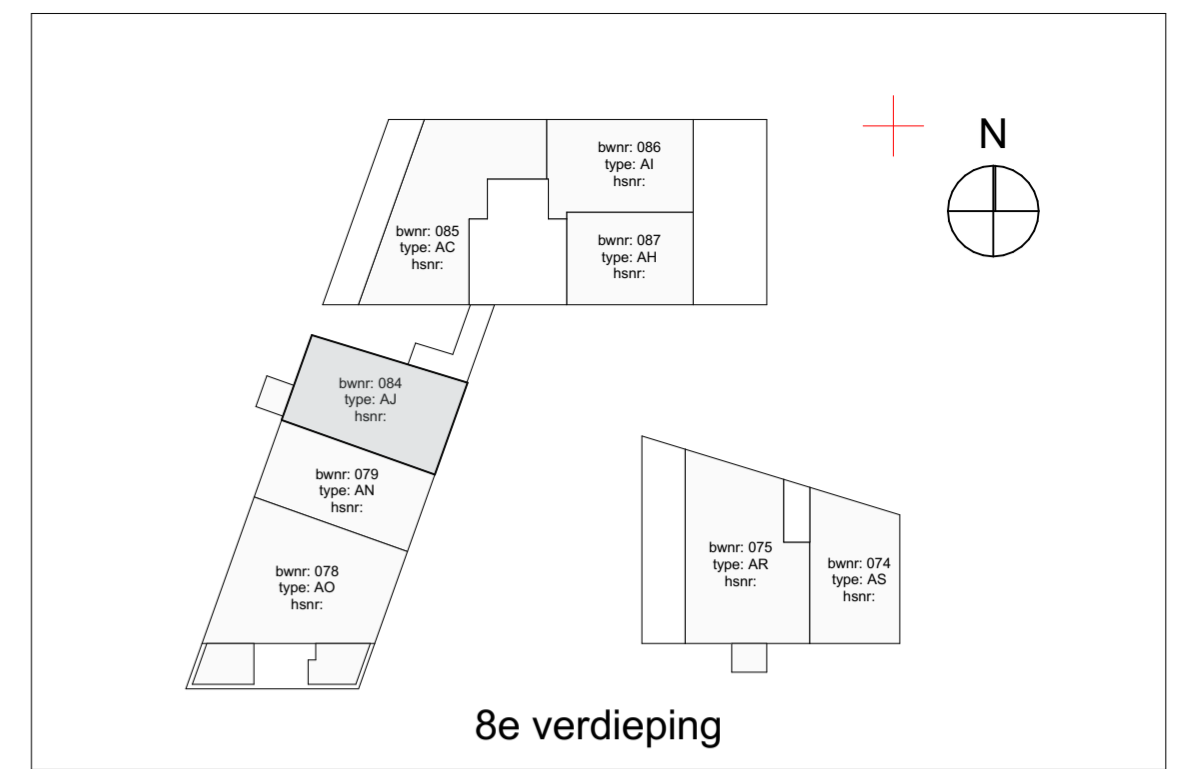 N
bwnr: 086
type: AI
hsnr:
bwnr: 085
type: AC
hsnr:
bwnr: 087
type: AH
hsnr:
bwnr: 084
type: AJ
hsnr:
bwnr: 079
type: AN
hsnr:
bwnr: 078
type: AO
hsnr:
bwnr: 075
type: AR
hsnr:
bwnr: 074
type: AS
hsnr:
8e verdieping